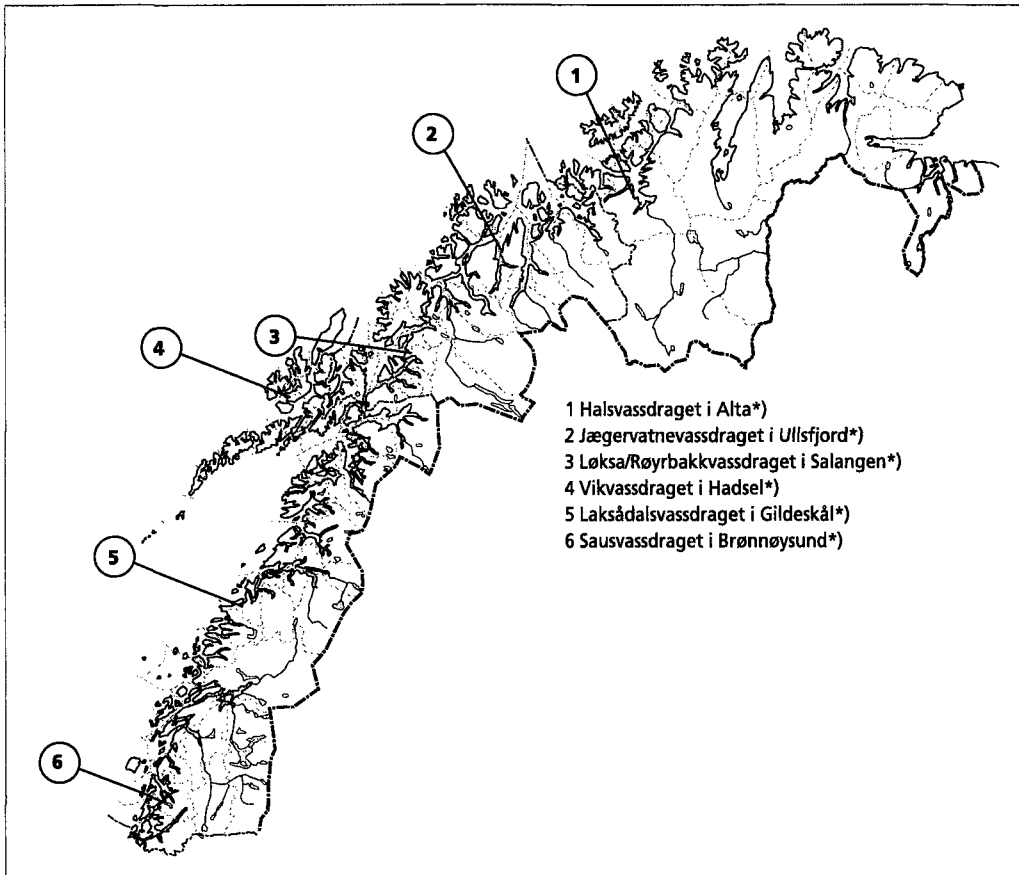 1
2
3
4
5
6
1 Halsvassdraget i Alta*)
2 Jægervatnevassdraget i Ullsfjord*)
3 Løksa/Røyrbakkvassdraget i Salangen*)
4 Vikvassdraget i Hadsel*)
5 Laksådalsvassdraget i Gildeskål*)
6 Sausvassdraget i Brønnøysund*)